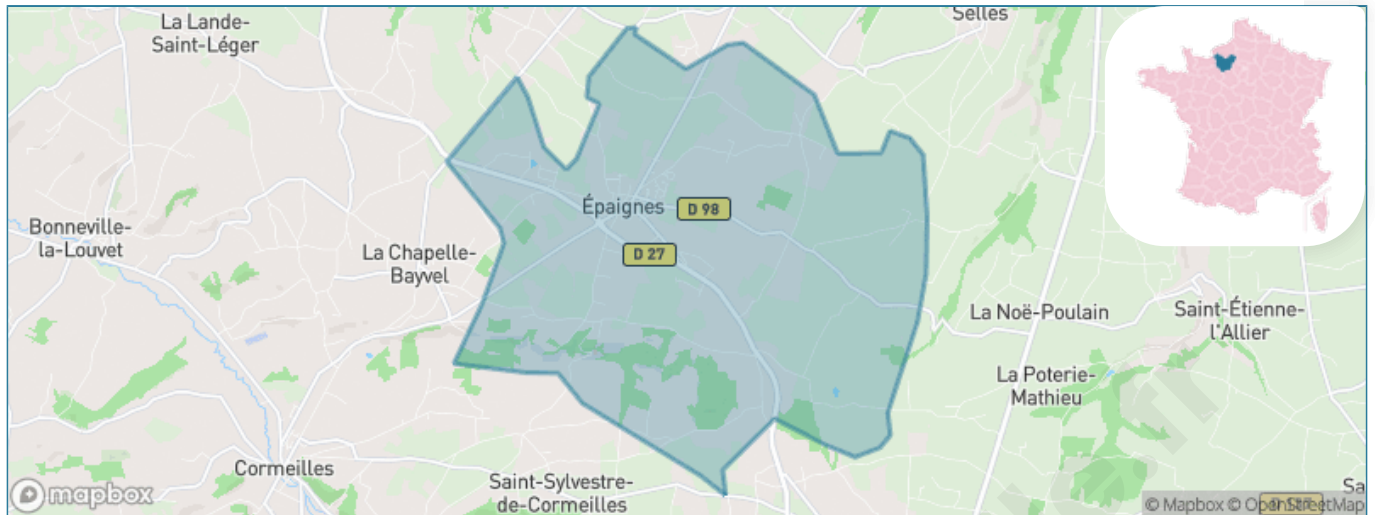 La Lande-
Saint-Léger
Selles
Épaignes
D 98
Bonneville-
la-Louvet
La Chapelle-
Bayvel
D 27
La Noë-Poulain
Saint-Étienne-
l'Allier
La Poterie-
Mathieu
Cormeilles
Saint-Sylvestre-
de-Cormeilles
Sa
mapbox
© Mapbox © OpenStreetMap